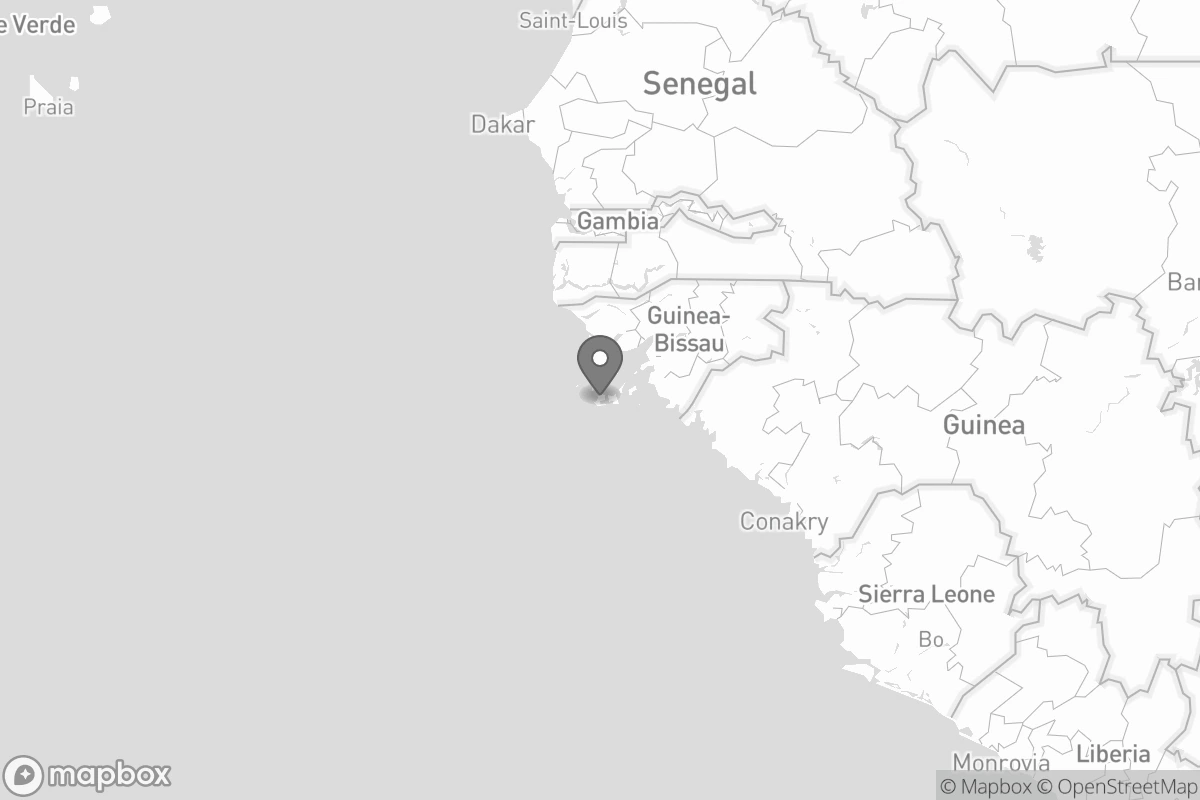 e Verde
Saint-Louis
Senegal
Praia
Dakar
Gambia
Bar
Guinea-
Bissau
Guinea
Conakry
Sierra Leone
Bo
Monrovia
Liberia
mapbox
© Mapbox © OpenStreetMap